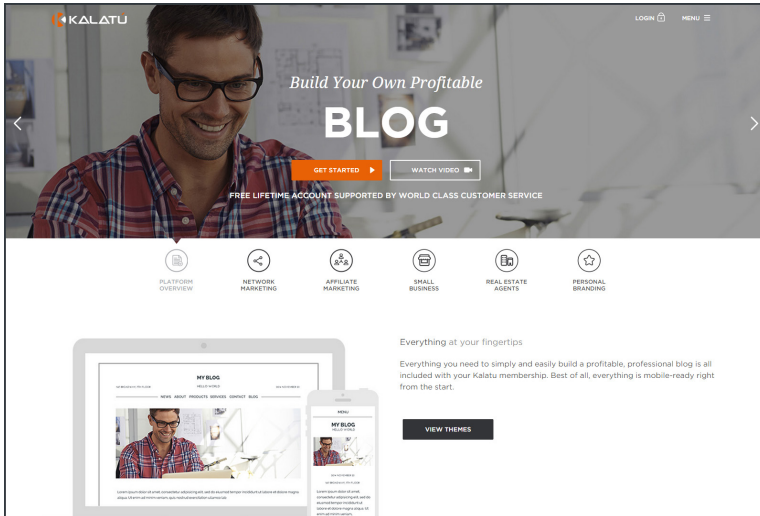 KALATU
LOGIN
MENU
Build Your Own Profitable
BLOG
GET STARTED
WATCH VIDEO
FREE LIFETIME ACCOUNT SUPPORTED BY WORLD CLASS CUSTOMER SERVICE
PLATFORM
OVERVIEW
NETWORK
MARKETING
AFFILIATE
MARKETING
SMALL
BUSINESS
REAL ESTATE
AGENTS
PERSONAL
BRANDING
MY BLOG
HELLO WORLD
NEWS ABOUT PRODUCTS SERVICES CONTACT BLOG
MENU
MY BLOG
HELLO WORLD
Everything at your fingertips
Everything you need to simply and easily build a profitable, professional blog is all
included with your Kalatu membership. Best of all, everything is mobile-ready right
from the start.
VIEW THEMES